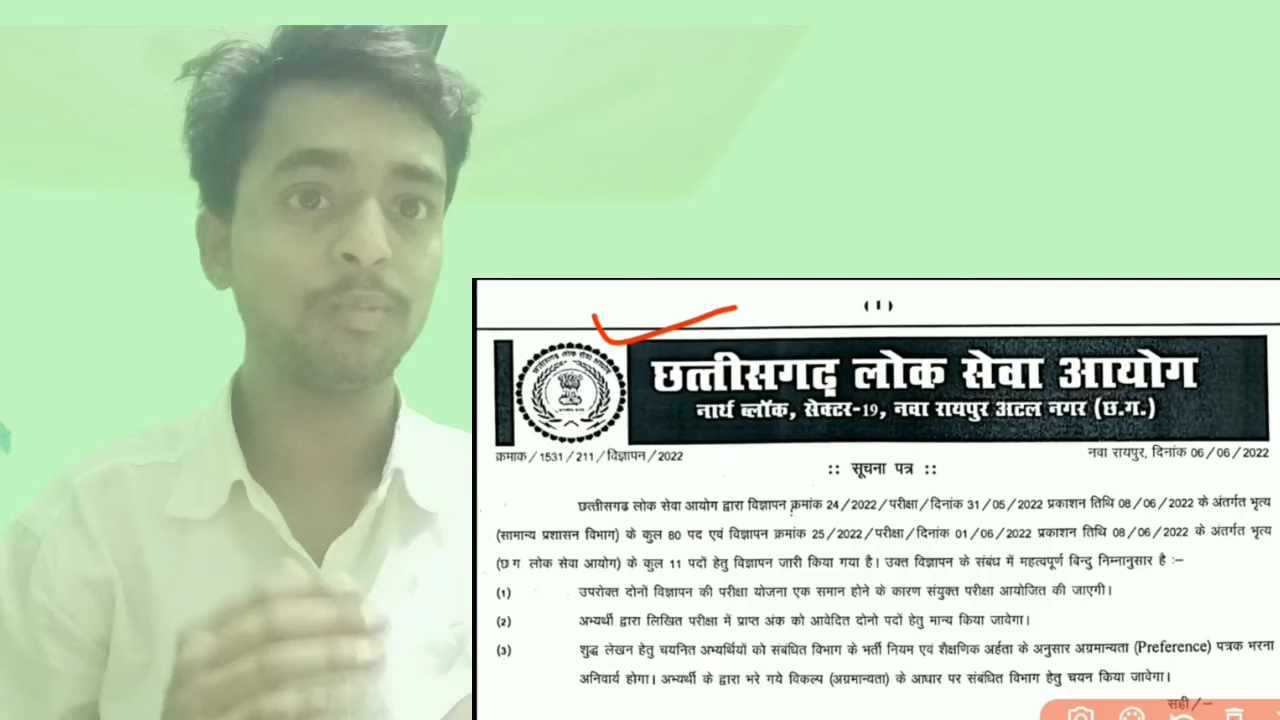 (1)
छत्तीसगढ़ लोक सेवा आयोग
नार्थ ब्लॉक, सेक्टर-19, नवा रायपुर अटल नगर (छ.ग.)
क्रमाक/1531/211/विज्ञापन/2022
नवा रायपुर, दिनांक 06/06/2022
:: सूचना पत्र ::
छत्तीसगढ लोक सेवा आयोग द्वारा विज्ञापन क्रमांक 24/2022/परीक्षा/दिनांक 31/05/2022 प्रकाशन तिथि 08/06/2022 के अंतर्गत भृत्य
(सामान्य प्रशासन विभाग) के कुल 80 पद एवं विज्ञापन क्रमांक 25/2022/परीक्षा/दिनांक 01/06/2022 प्रकाशन तिथि 08/06/2022 के अंतर्गत भृत्य
(छ ग लोक सेवा आयोग) के कुल 11 पदों हेतु विज्ञापन जारी किया गया है। उक्त विज्ञापन के संबंध में महत्वपूर्ण बिन्दु निम्नानुसार है :–
(1) उपरोक्त दोनों विज्ञापन की परीक्षा योजना एक समान होने के कारण संयुक्त परीक्षा आयोजित की जाएगी।
(2) अभ्यर्थी द्वारा लिखित परीक्षा में प्राप्त अंक को आवेदित दोनो पदों हेतु मान्य किया जावेगा।
(3) शुद्ध लेखन हेतु चयनित अभ्यर्थियों को संबंधित विभाग के भर्ती नियम एवं शैक्षणिक अर्हता के अनुसार अग्रमान्यता (Preference) पत्रक भरना
अनिवार्य होगा। अभ्यर्थी के द्वारा भरे गये विकल्प (अग्रमान्यता) के आधार पर संबंधित विभाग हेतु चयन किया जावेगा।
सही/–